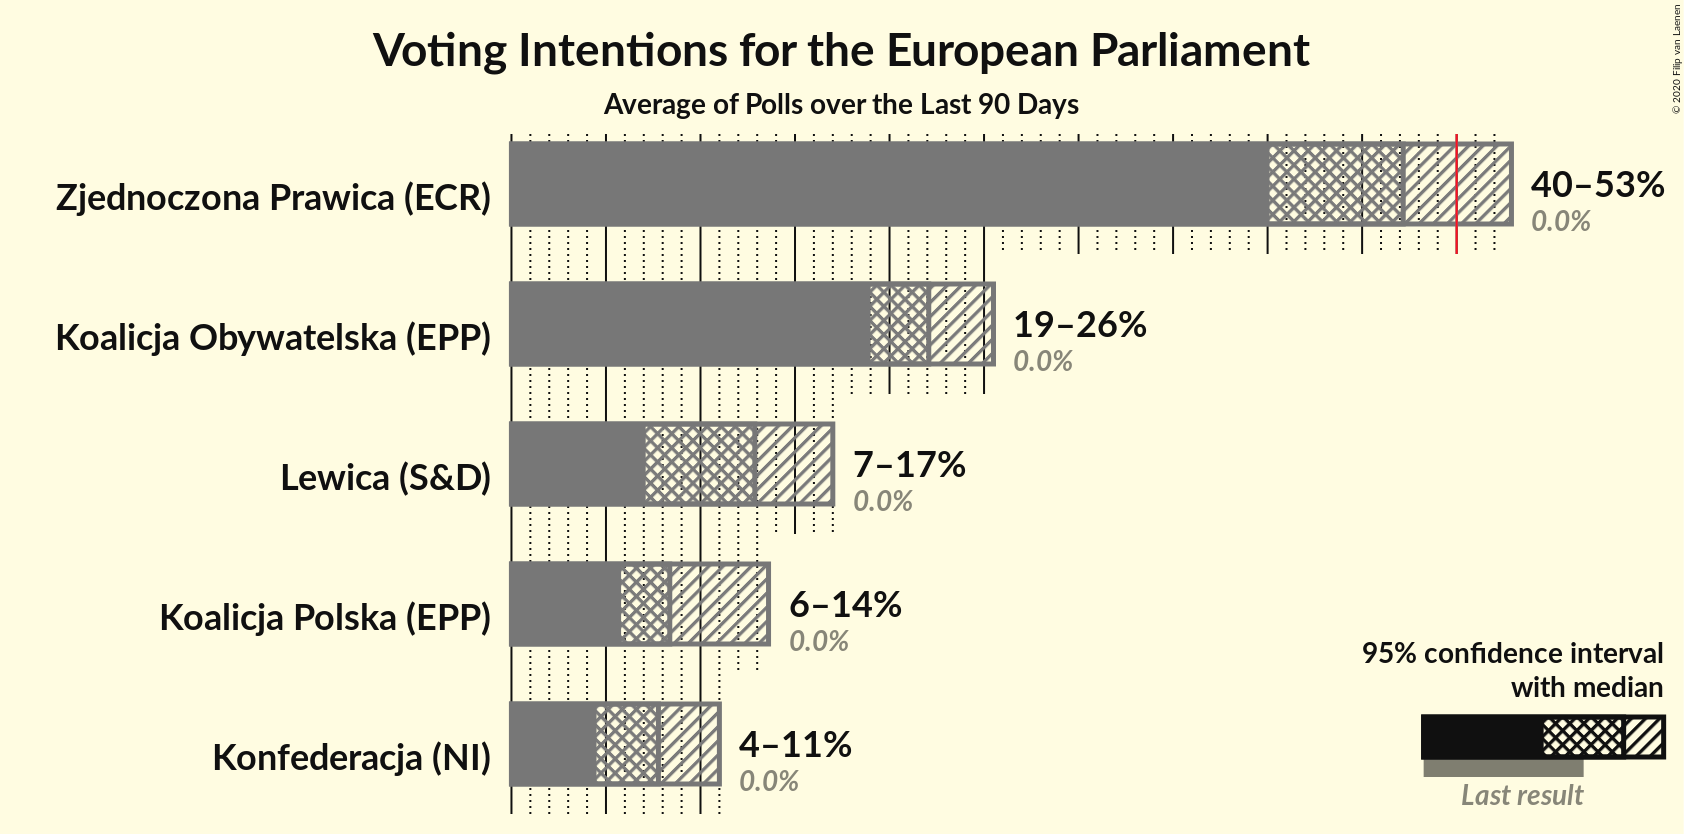 Voting Intentions for the European Parliament
Average of Polls over the Last 90 Days
© 2020 Filip van Laenen
Zjednoczona Prawica (ECR)
40–53%
0.0%
Koalicja Obywatelska (EPP)
19–26%
0.0%
Lewica (S&D)
7–17%
0.0%
Koalicja Polska (EPP)
6–14%
0.0%
Konfederacja (NI)
4–11%
0.0%
95% confidence interval
with median
Last result